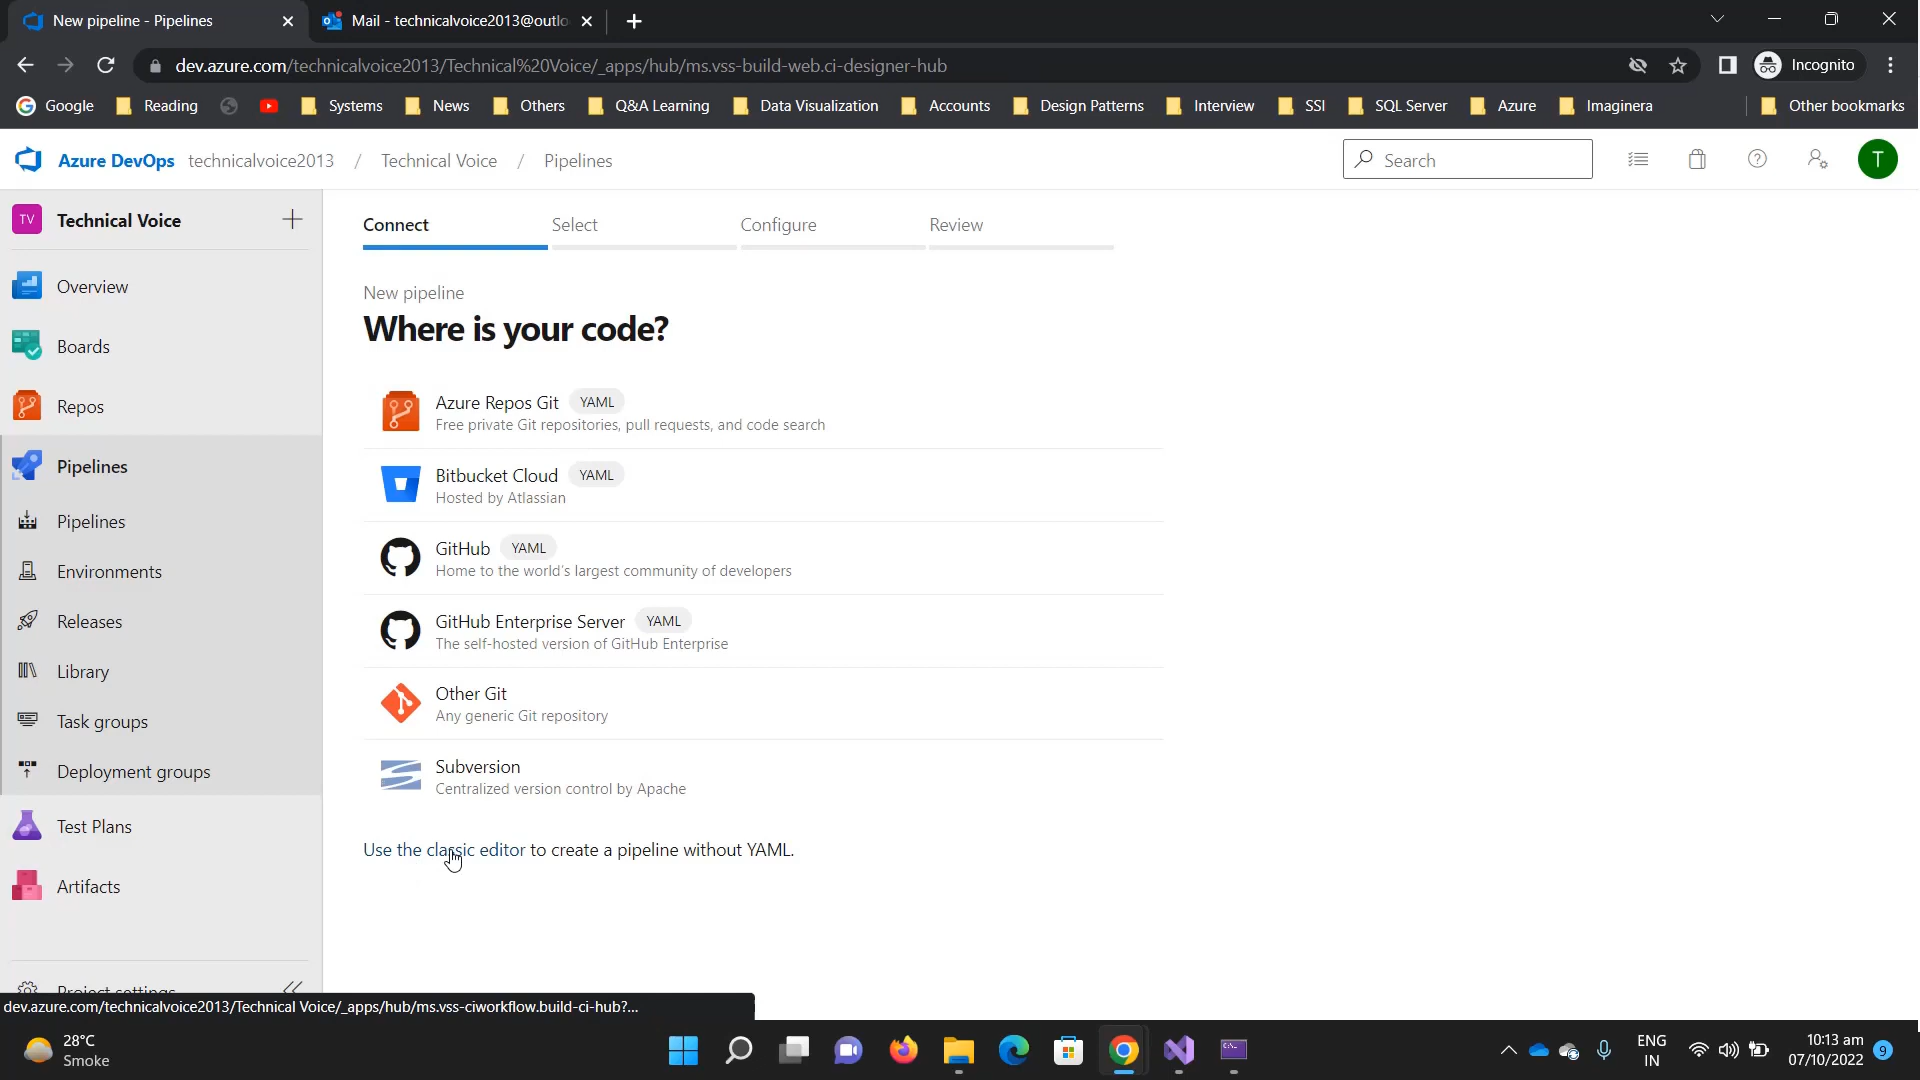 New pipeline - Pipelines
Mail - technicalvoice2013@outlo
dev.azure.com/technicalvoice2013/Technical%20Voice/_apps/hub/ms.vss-build-web.ci-designer-hub
Incognito
Google
Reading
Systems
News
Others
Q&A Learning
Data Visualization
Accounts
Design Patterns
Interview
SSI
SQL Server
Azure
Imaginera
Other bookmarks
Azure DevOps technicalvoice2013 / Technical Voice / Pipelines
Search
T
TV Technical Voice
Overview
Boards
Repos
Pipelines
Pipelines
Environments
Releases
Library
Task groups
Deployment groups
Test Plans
Artifacts
Project settings
Connect
Select
Configure
Review
New pipeline
Where is your code?
Azure Repos Git YAML
Free private Git repositories, pull requests, and code search
Bitbucket Cloud YAML
Hosted by Atlassian
GitHub YAML
Home to the world's largest community of developers
GitHub Enterprise Server YAML
The self-hosted version of GitHub Enterprise
Other Git
Any generic Git repository
Subversion
Centralized version control by Apache
Use the classic editor to create a pipeline without YAML.
dev.azure.com/technicalvoice2013/Technical Voice/_apps/hub/ms.vss-ciworkflow.build-ci-hub?...
28°C
Smoke
ENG
IN
10:13 am
07/10/2022
9